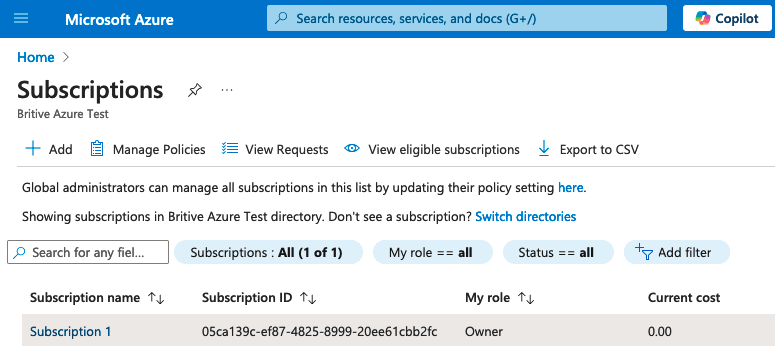 Microsoft Azure
Search resources, services, and docs (G+/)
Copilot
Home
Subscriptions
Britive Azure Test
Add
Manage Policies
View Requests
View eligible subscriptions
Export to CSV
Global administrators can manage all subscriptions in this list by updating their policy setting here.
Showing subscriptions in Britive Azure Test directory. Don't see a subscription? Switch directories
Search for any fiel...
Subscriptions : All (1 of 1)
My role == all
Status == all
Add filter
Subscription name
Subscription ID
My role
Current cost
Subscription 1
05ca139c-ef87-4825-8999-20ee61cbb2fc
Owner
0.00